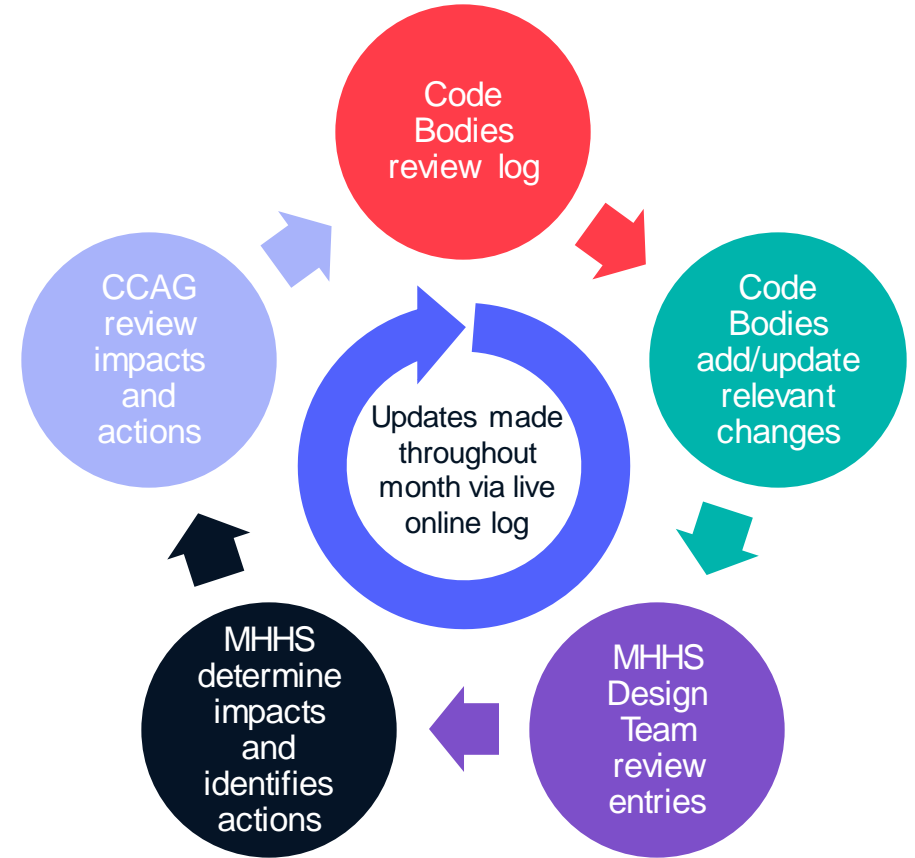 Code
Bodies
review log
Code
Bodies
add/update
relevant
changes
MHHS
Design
Team
review
entries
MHHS
determine
impacts
and
identifies
actions
CCAG
review
impacts
and
actions
Updates made
throughout
month via live
online log